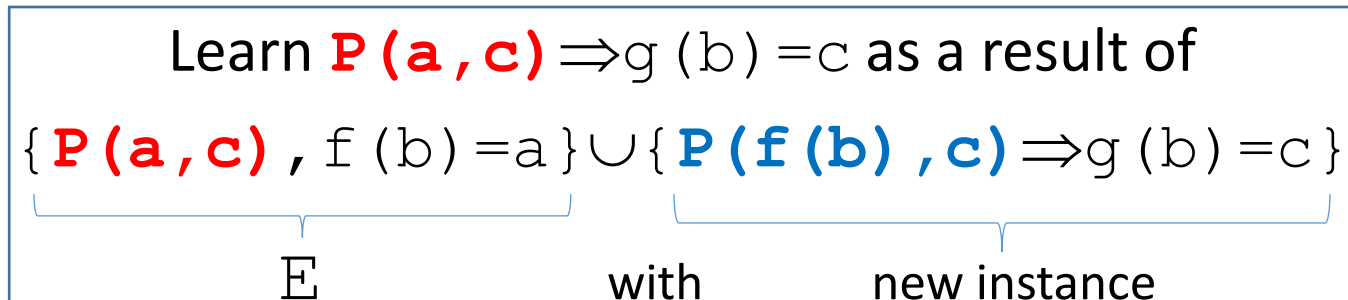 Learn P(a,c)⇒g(b)=c as a result of
{P(a,c),f(b)=a}∪{P(f(b),c)⇒g(b)=c}
E with new instance